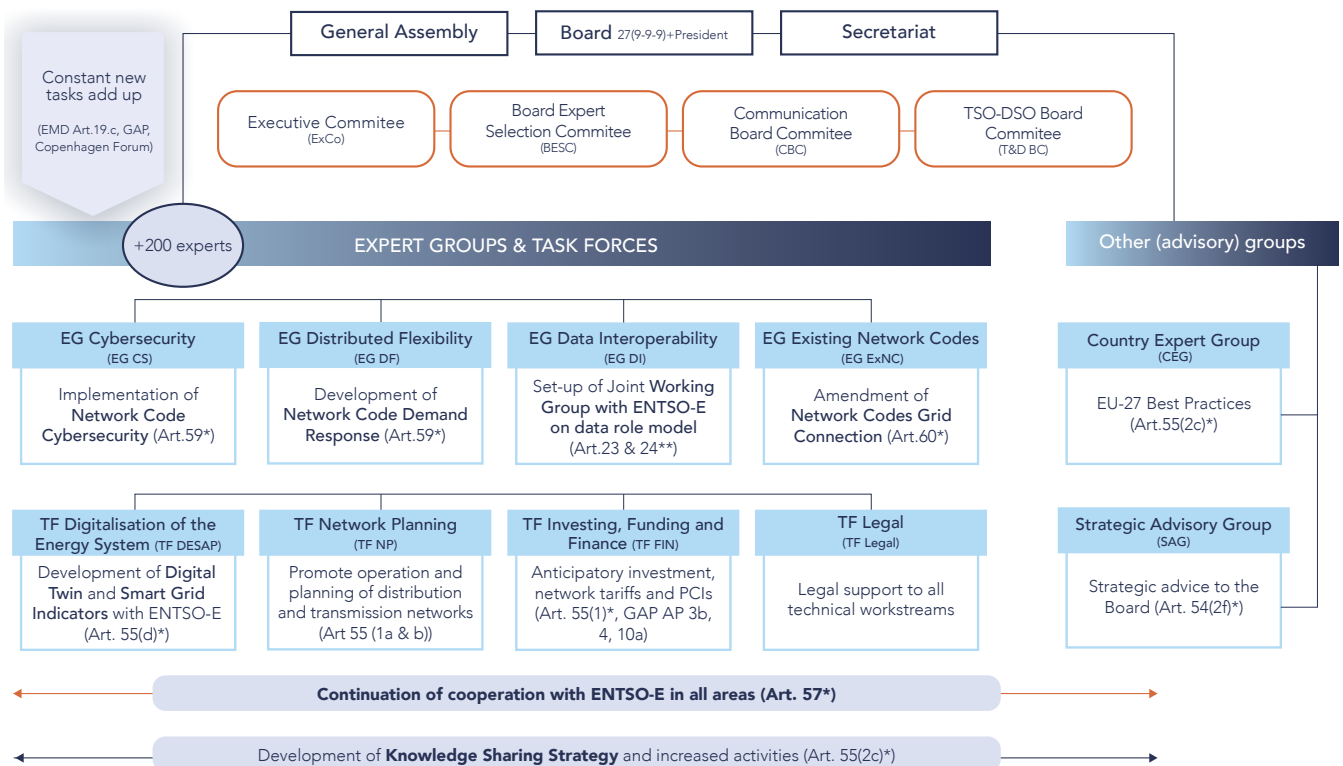 General Assembly
Board 27(9-9-9)+President
Secretariat
Constant new
tasks add up
(EMD Art.19.c, GAP,
Copenhagen Forum)
Executive Commitee
(ExCo)
Board Expert
Selection Commitee
(BESC)
Communication
Board Commitee
(CBC)
TSO-DSO Board
Commitee
(T&D BC)
+200 experts
EXPERT GROUPS & TASK FORCES
Other (advisory) groups
EG Cybersecurity
(EG CS)
Implementation of
Network Code
Cybersecurity (Art.59*)
EG Distributed Flexibility
(EG DF)
Development of
Network Code Demand
Response (Art.59*)
EG Data Interoperability
(EG DI)
Set-up of Joint Working
Group with ENTSO-E
on data role model
(Art.23 & 24**)
EG Existing Network Codes
(EG ExNC)
Amendment of
Network Codes Grid
Connection (Art.60*)
Country Expert Group
(CEG)
EU-27 Best Practices
(Art.55(2c)*)
TF Digitalisation of the
Energy System (TF DESAP)
Development of Digital
Twin and Smart Grid
Indicators with ENTSO-E
(Art. 55(d)*)
TF Network Planning
(TF NP)
Promote operation and
planning of distribution
and transmission networks
(Art 55 (1a & b))
TF Investing, Funding and
Finance (TF FIN)
Anticipatory investment,
network tariffs and PCIs
(Art. 55(1)*, GAP AP 3b,
4, 10a)
TF Legal
(TF Legal)
Legal support to all
technical workstreams
Strategic Advisory Group
(SAG)
Strategic advice to the
Board (Art. 54(2f)*)
Continuation of cooperation with ENTSO-E in all areas (Art. 57*)
Development of Knowledge Sharing Strategy and increased activities (Art. 55(2c)*)